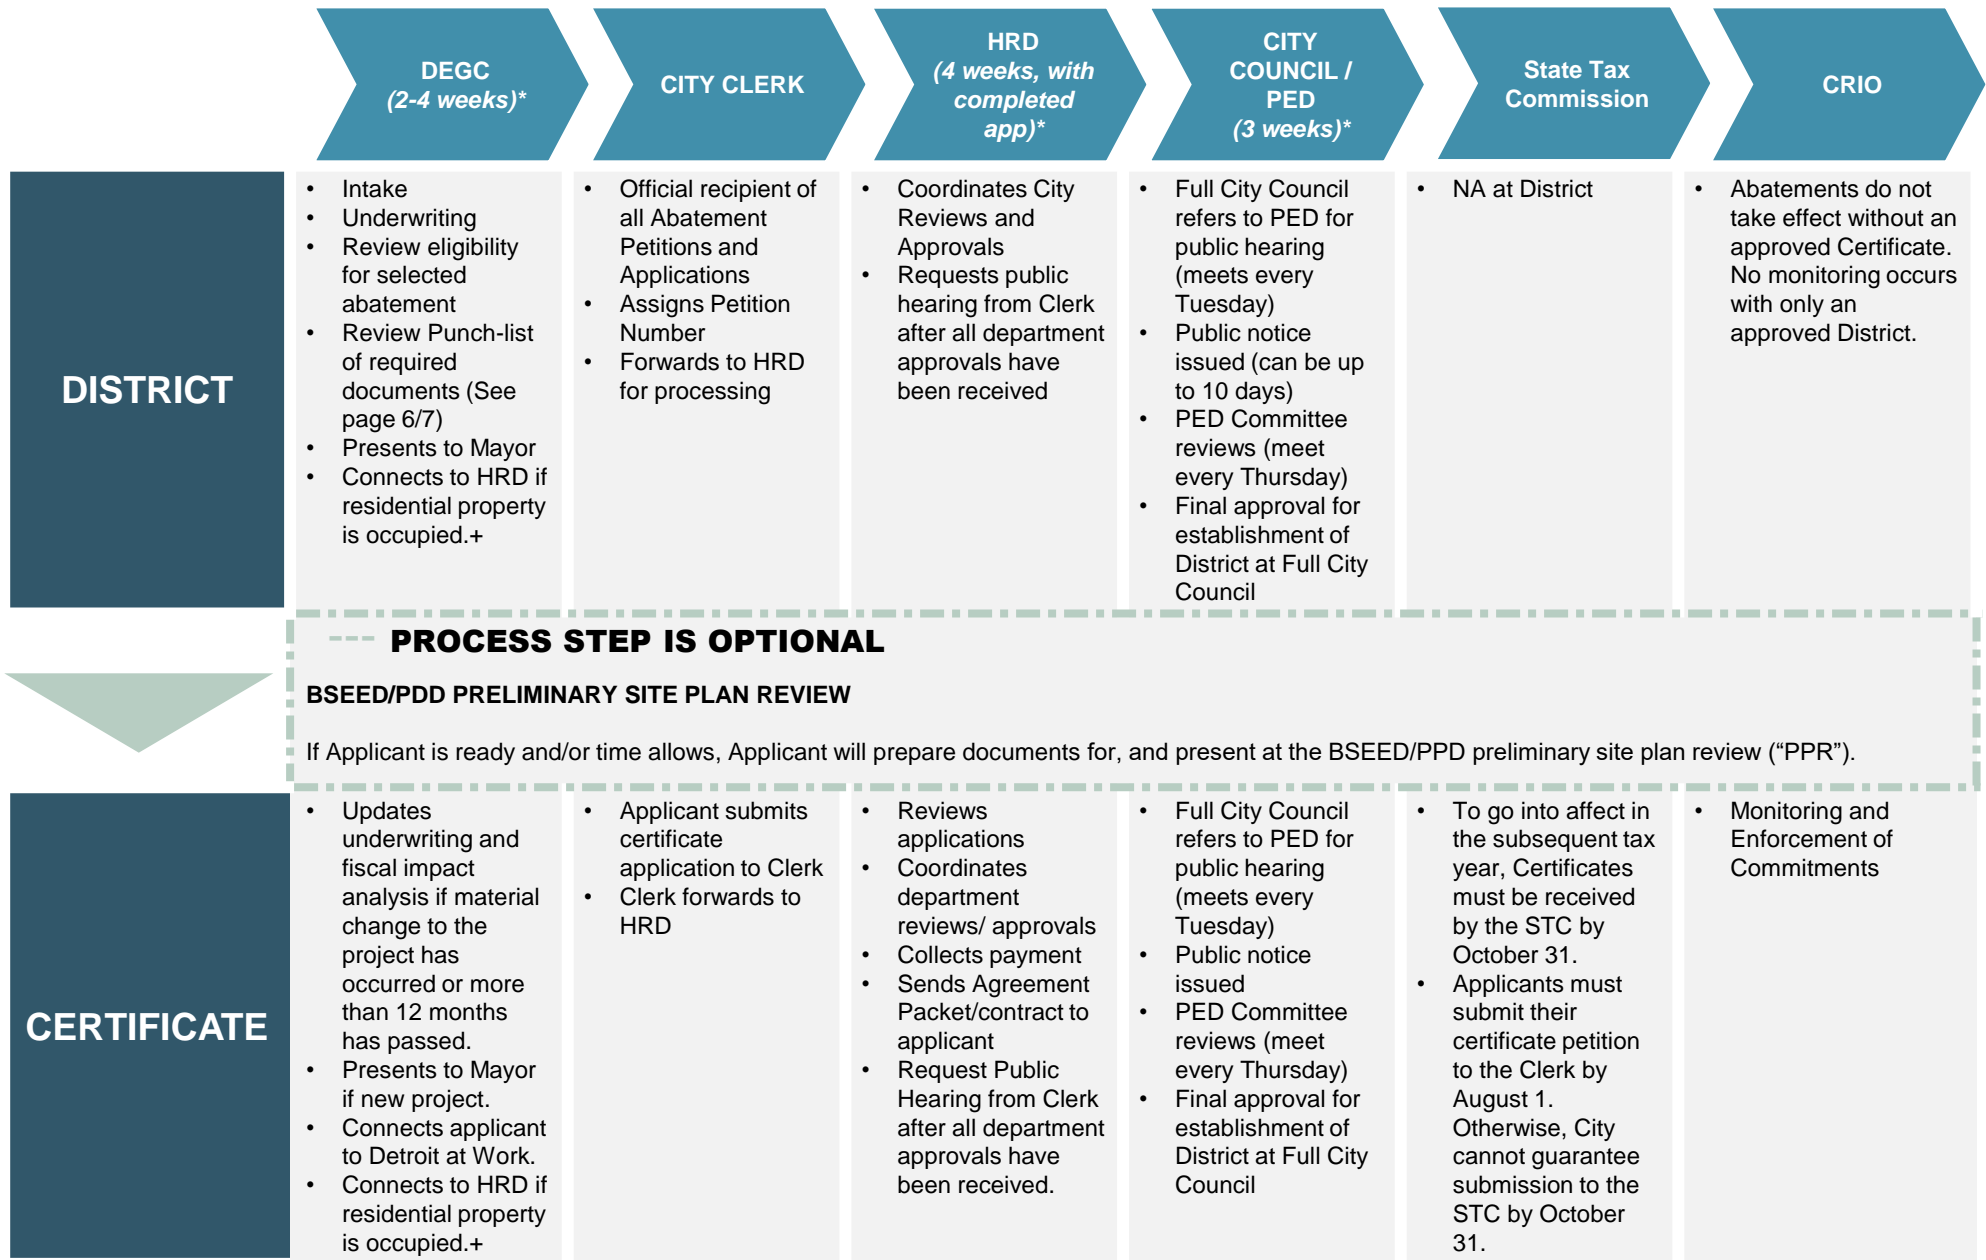 DEGC
(2-4 weeks)*
CITY CLERK
HRD
(4 weeks, with
completed
app)*
CITY
COUNCIL /
PED
(3 weeks)*
State Tax
Commission
CRIO
DISTRICT
• Intake
• Underwriting
• Review eligibility
for selected
abatement
• Review Punch-list
of required
documents (See
page 6/7)
• Presents to Mayor
• Connects to HRD if
residential property
is occupied.+
• Official recipient of
all Abatement
Petitions and
Applications
• Assigns Petition
Number
• Forwards to HRD
for processing
• Coordinates City
Reviews and
Approvals
• Requests public
hearing from Clerk
after all department
approvals have
been received
• Full City Council
refers to PED for
public hearing
(meets every
Tuesday)
• Public notice
issued (can be up
to 10 days)
• PED Committee
reviews (meet
every Thursday)
• Final approval for
establishment of
District at Full City
Council
• NA at District
• Abatements do not
take effect without an
approved Certificate.
No monitoring occurs
with only an
approved District.
PROCESS STEP IS OPTIONAL
BSEED/PDD PRELIMINARY SITE PLAN REVIEW
If Applicant is ready and/or time allows, Applicant will prepare documents for, and present at the BSEED/PPD preliminary site plan review (“PPR”).
CERTIFICATE
• Updates
underwriting and
fiscal impact
analysis if material
change to the
project has
occurred or more
than 12 months
has passed.
• Presents to Mayor
if new project.
• Connects applicant
to Detroit at Work.
• Connects to HRD if
residential property
is occupied.+
• Applicant submits
certificate
application to Clerk
• Clerk forwards to
HRD
• Reviews
applications
• Coordinates
department
reviews/ approvals
• Collects payment
• Sends Agreement
Packet/contract to
applicant
• Request Public
Hearing from Clerk
after all department
approvals have
been received.
• Full City Council
refers to PED for
public hearing
(meets every
Tuesday)
• Public notice
issued
• PED Committee
reviews (meet
every Thursday)
• Final approval for
establishment of
District at Full City
Council
• To go into affect in
the subsequent tax
year, Certificates
must be received
by the STC by
October 31.
• Applicants must
submit their
certificate petition
to the Clerk by
August 1.
Otherwise, City
cannot guarantee
submission to the
STC by October
31.
• Monitoring and
Enforcement of
Commitments